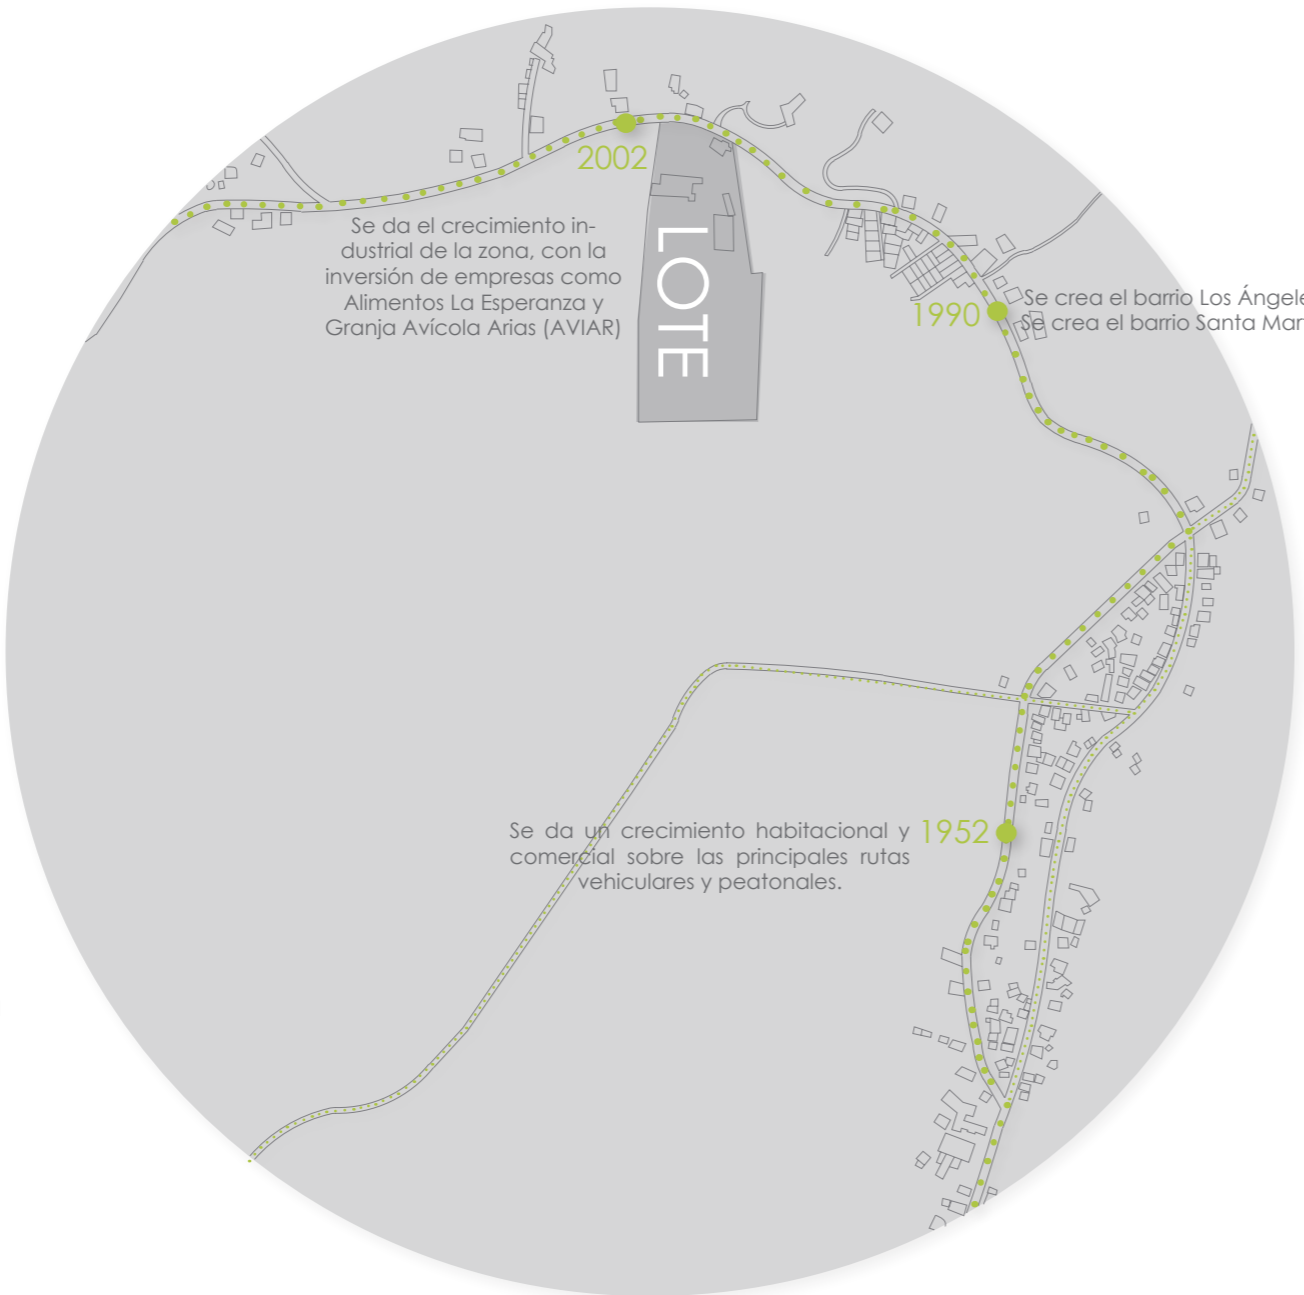 2002
Se da el crecimiento in-
dustrial de la zona, con la
inversión de empresas como
Alimentos La Esperanza y
Granja Avícola Arias (AVIAR)
LOTE
1990
Se crea el barrio Los
Se crea el barrio Santa
1952
Se da un crecimiento habitacional y
comercial sobre las principales rutas
vehiculares y peatonales.